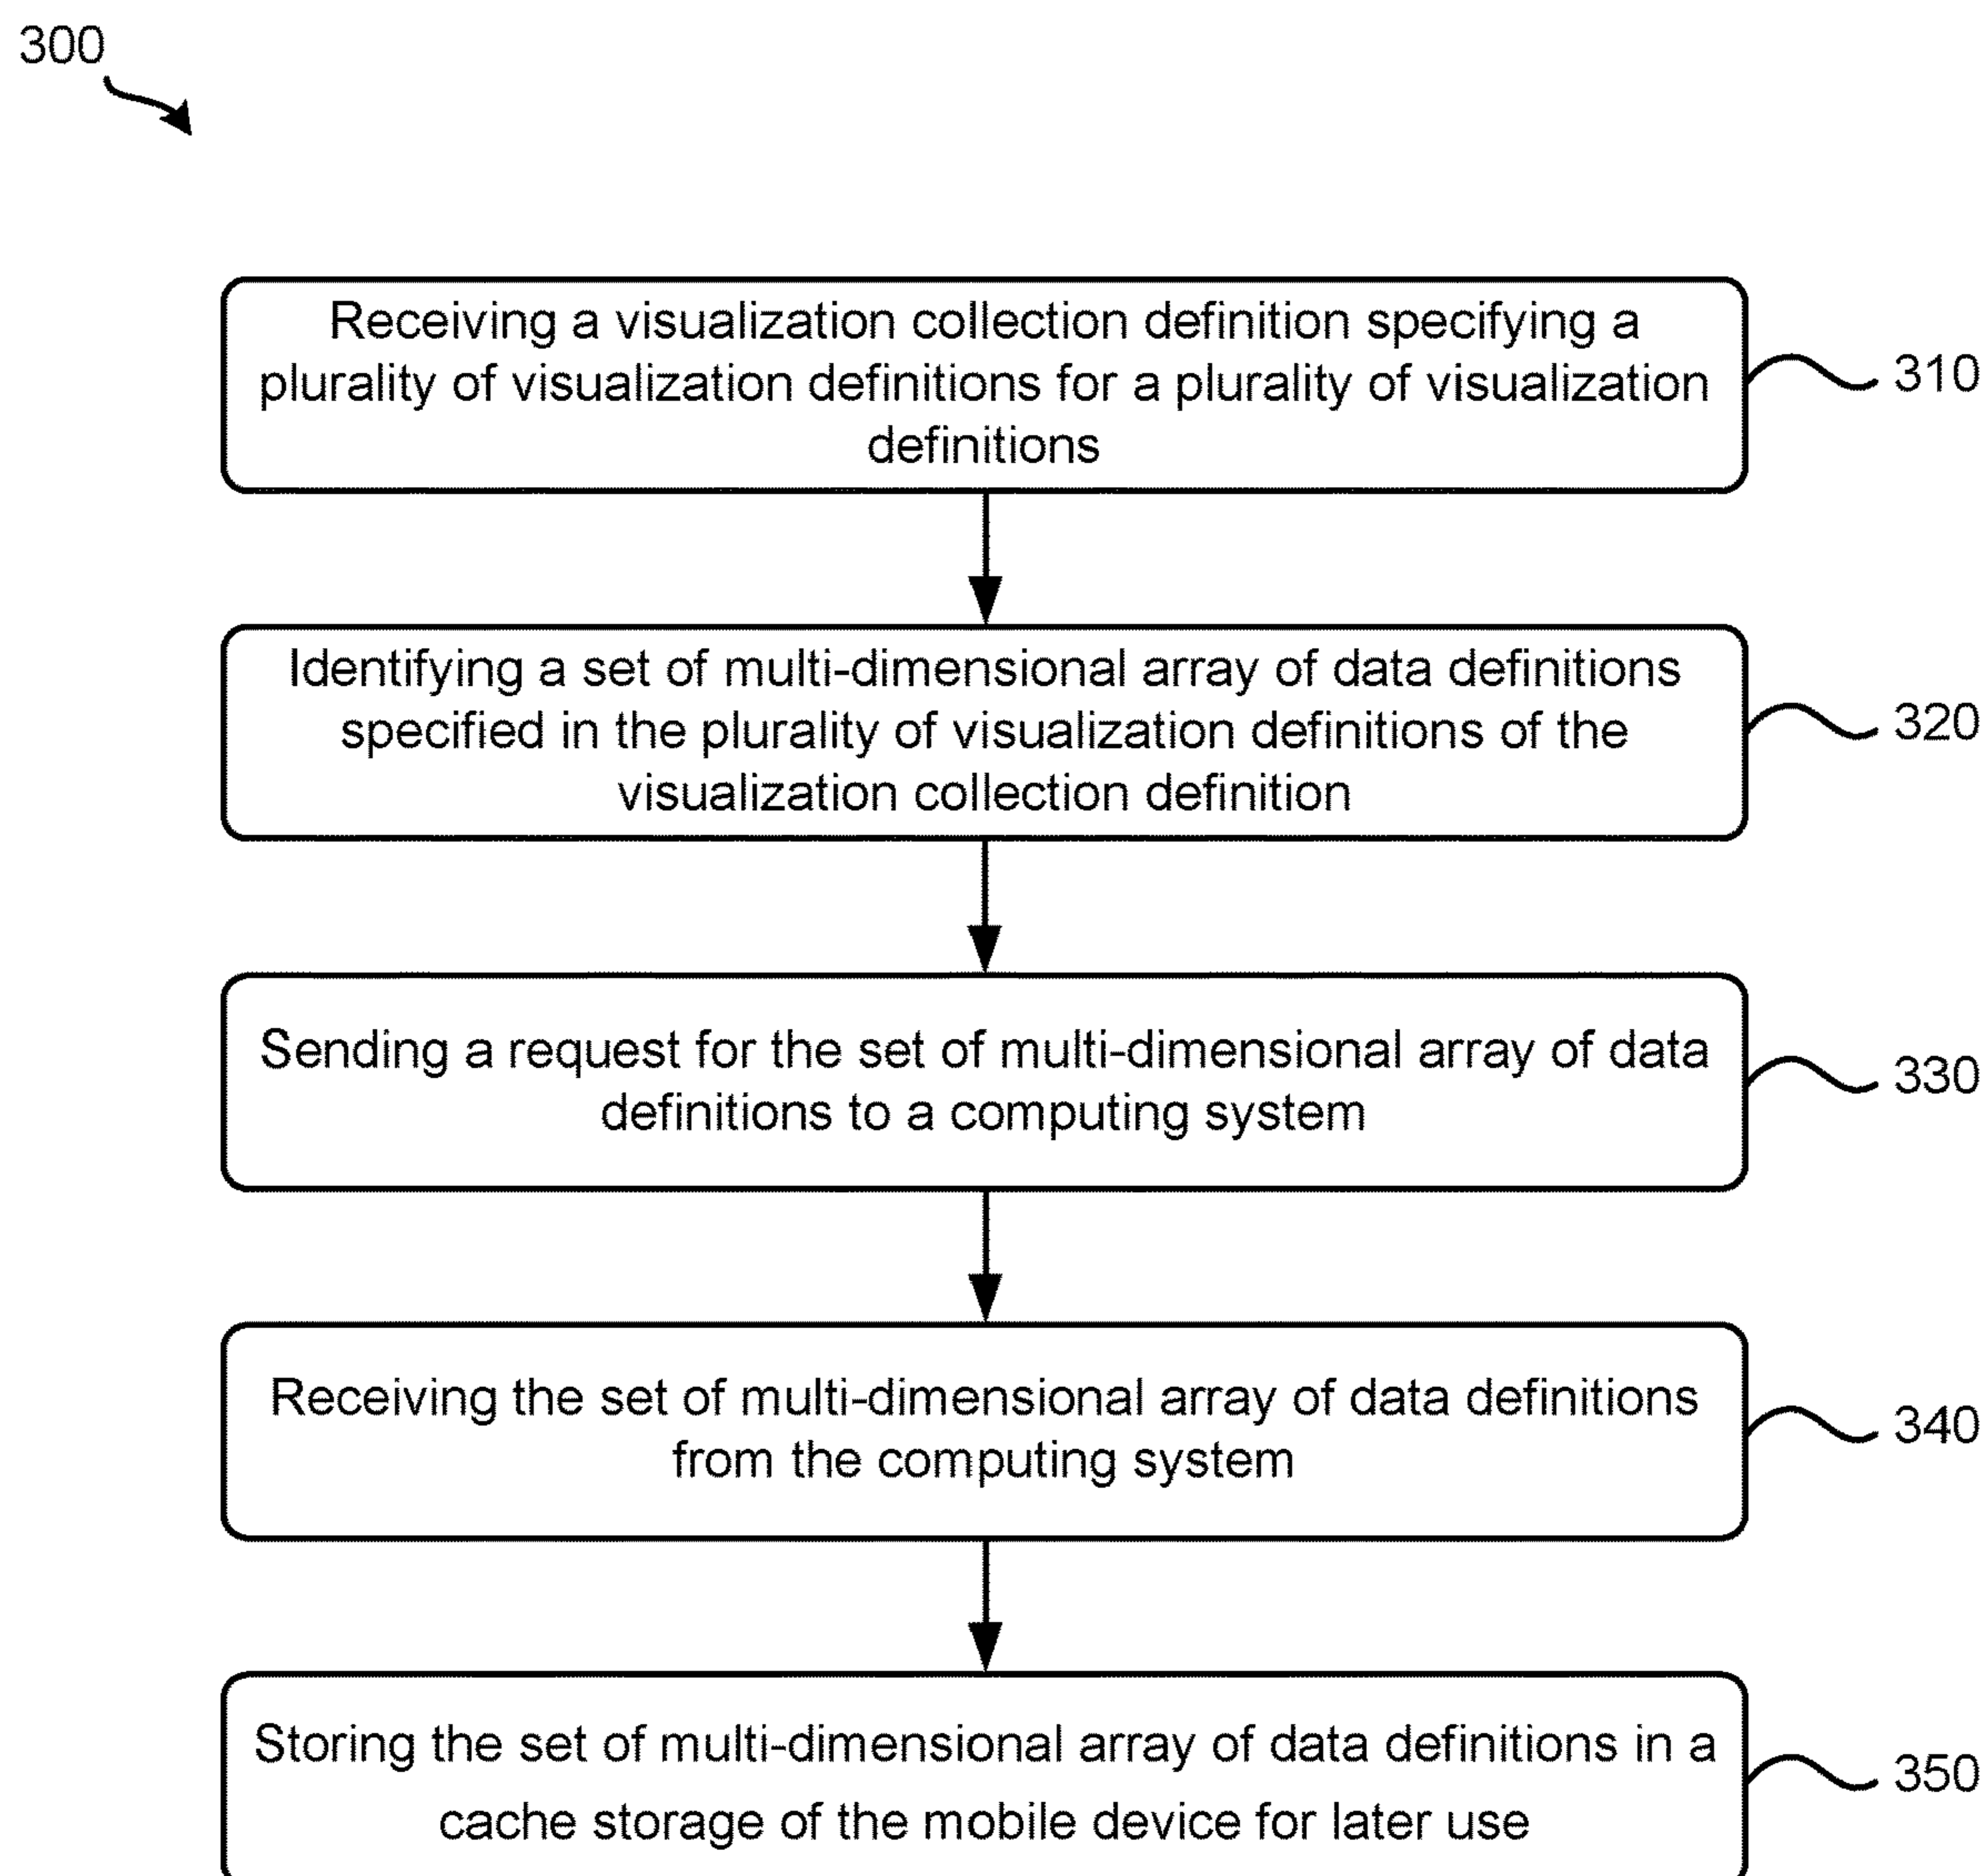 300
Receiving a visualization collection definition specifying a
plurality of visualization definitions for a plurality of visualization
definitions
310
Identifying a set of multi-dimensional array of data definitions
specified in the plurality of visualization definitions of the
visualization collection definition
320
Sending a request for the set of multi-dimensional array of data
definitions to a computing system
330
Receiving the set of multi-dimensional array of data definitions
from the computing system
340
Storing the set of multi-dimensional array of data definitions in a
cache storage of the mobile device for later use
350